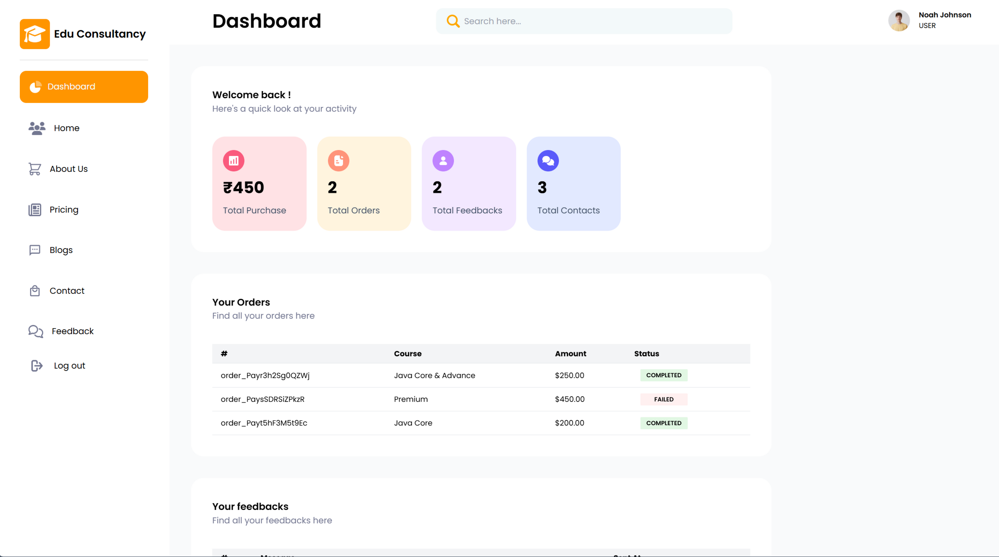 Edu Consultancy
Dashboard
Home
About Us
Pricing
Blogs
Contact
Feedback
Log out
Dashboard
Search here...
Noah Johnson
USER
Welcome back !
Here's a quick look at your activity
₹450
Total Purchase
2
Total Orders
2
Total Feedbacks
3
Total Contacts
Your Orders
Find all your orders here
# Course Amount Status
order_Payr3h2Sg0QZWj Java Core & Advance $250.00 COMPLETED
order_PaysSDRSiZPkzR Premium $450.00 FAILED
order_Payt5hF3M5t9Ec Java Core $200.00 COMPLETED
Your feedbacks
Find all your feedbacks here
# Message Sent At